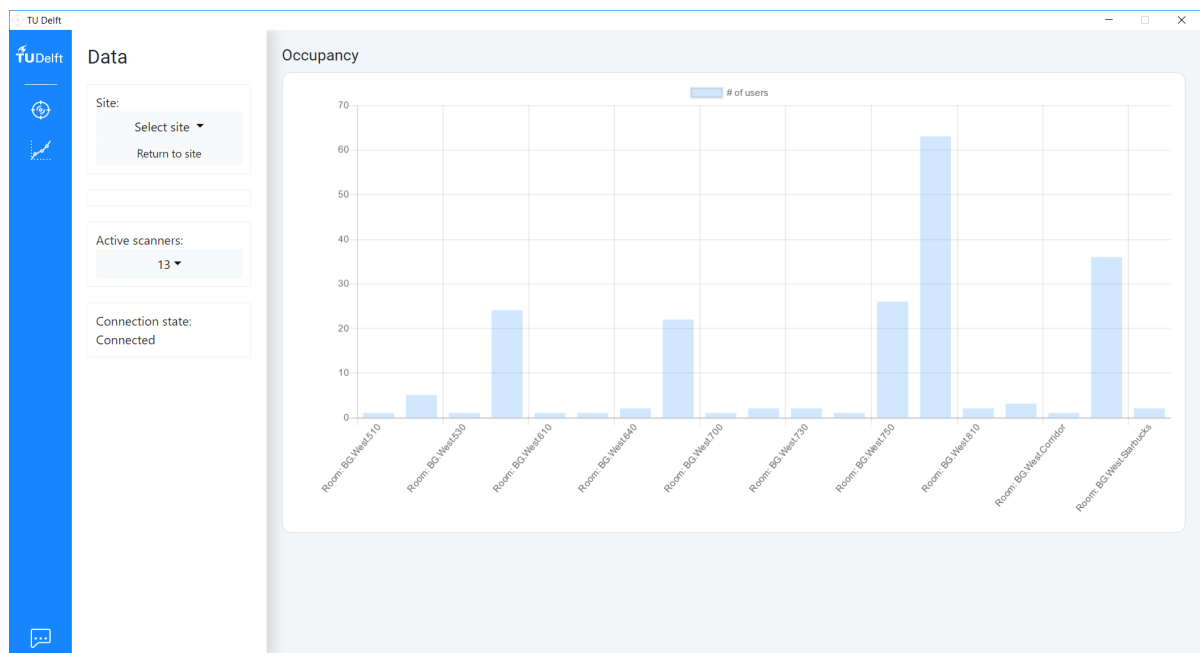 TU Delft
TUDelft
Data
Site:
Select site
Return to site
Active scanners:
13
Connection state:
Connected
Occupancy
# of users
70
60
50
40
30
20
10
0
Room: BG.West.510
Room: BG.West.530
Room: BG.West.610
Room: BG.West.640
Room: BG.West.700
Room: BG.West.730
Room: BG.West.750
Room: BG.West.810
Room: BG.West.Corridor
Room: BG.West.Starbucks